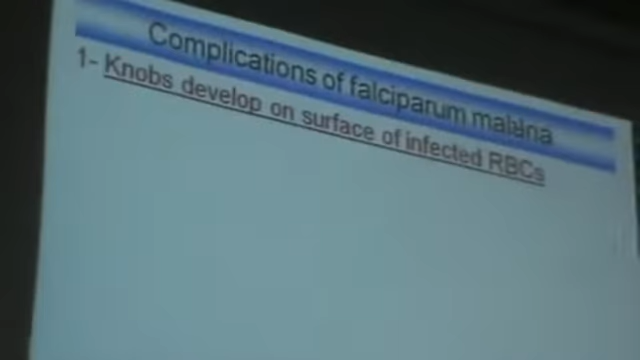 Complications of falciparum malaria
1- Knobs develop on surface of infected RBCs